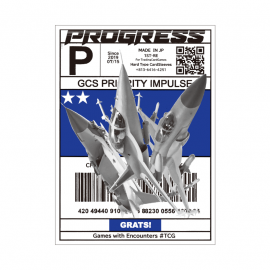 PROGRESS
P
Since
2019
07/15
MADE IN JP
GCS PRIORITY IMPULSE
420 49440 910 88230 0556
GRATS!
Games with Encounters #TCG